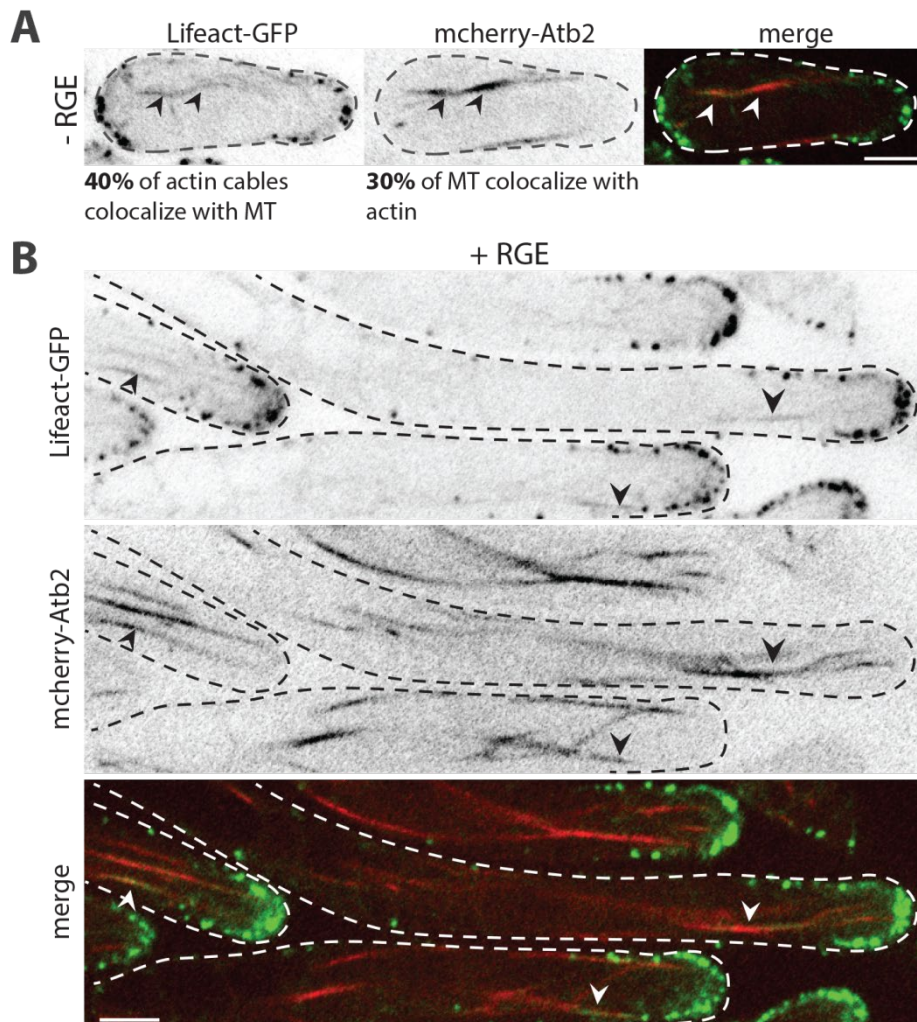 A
Lifeact-GFP
mcherry-Atb2
merge
- RGE
40% of actin cables
colocalize with MT
30% of MT colocalize with
actin
B
+ RGE
Lifeact-GFP
mcherry-Atb2
merge